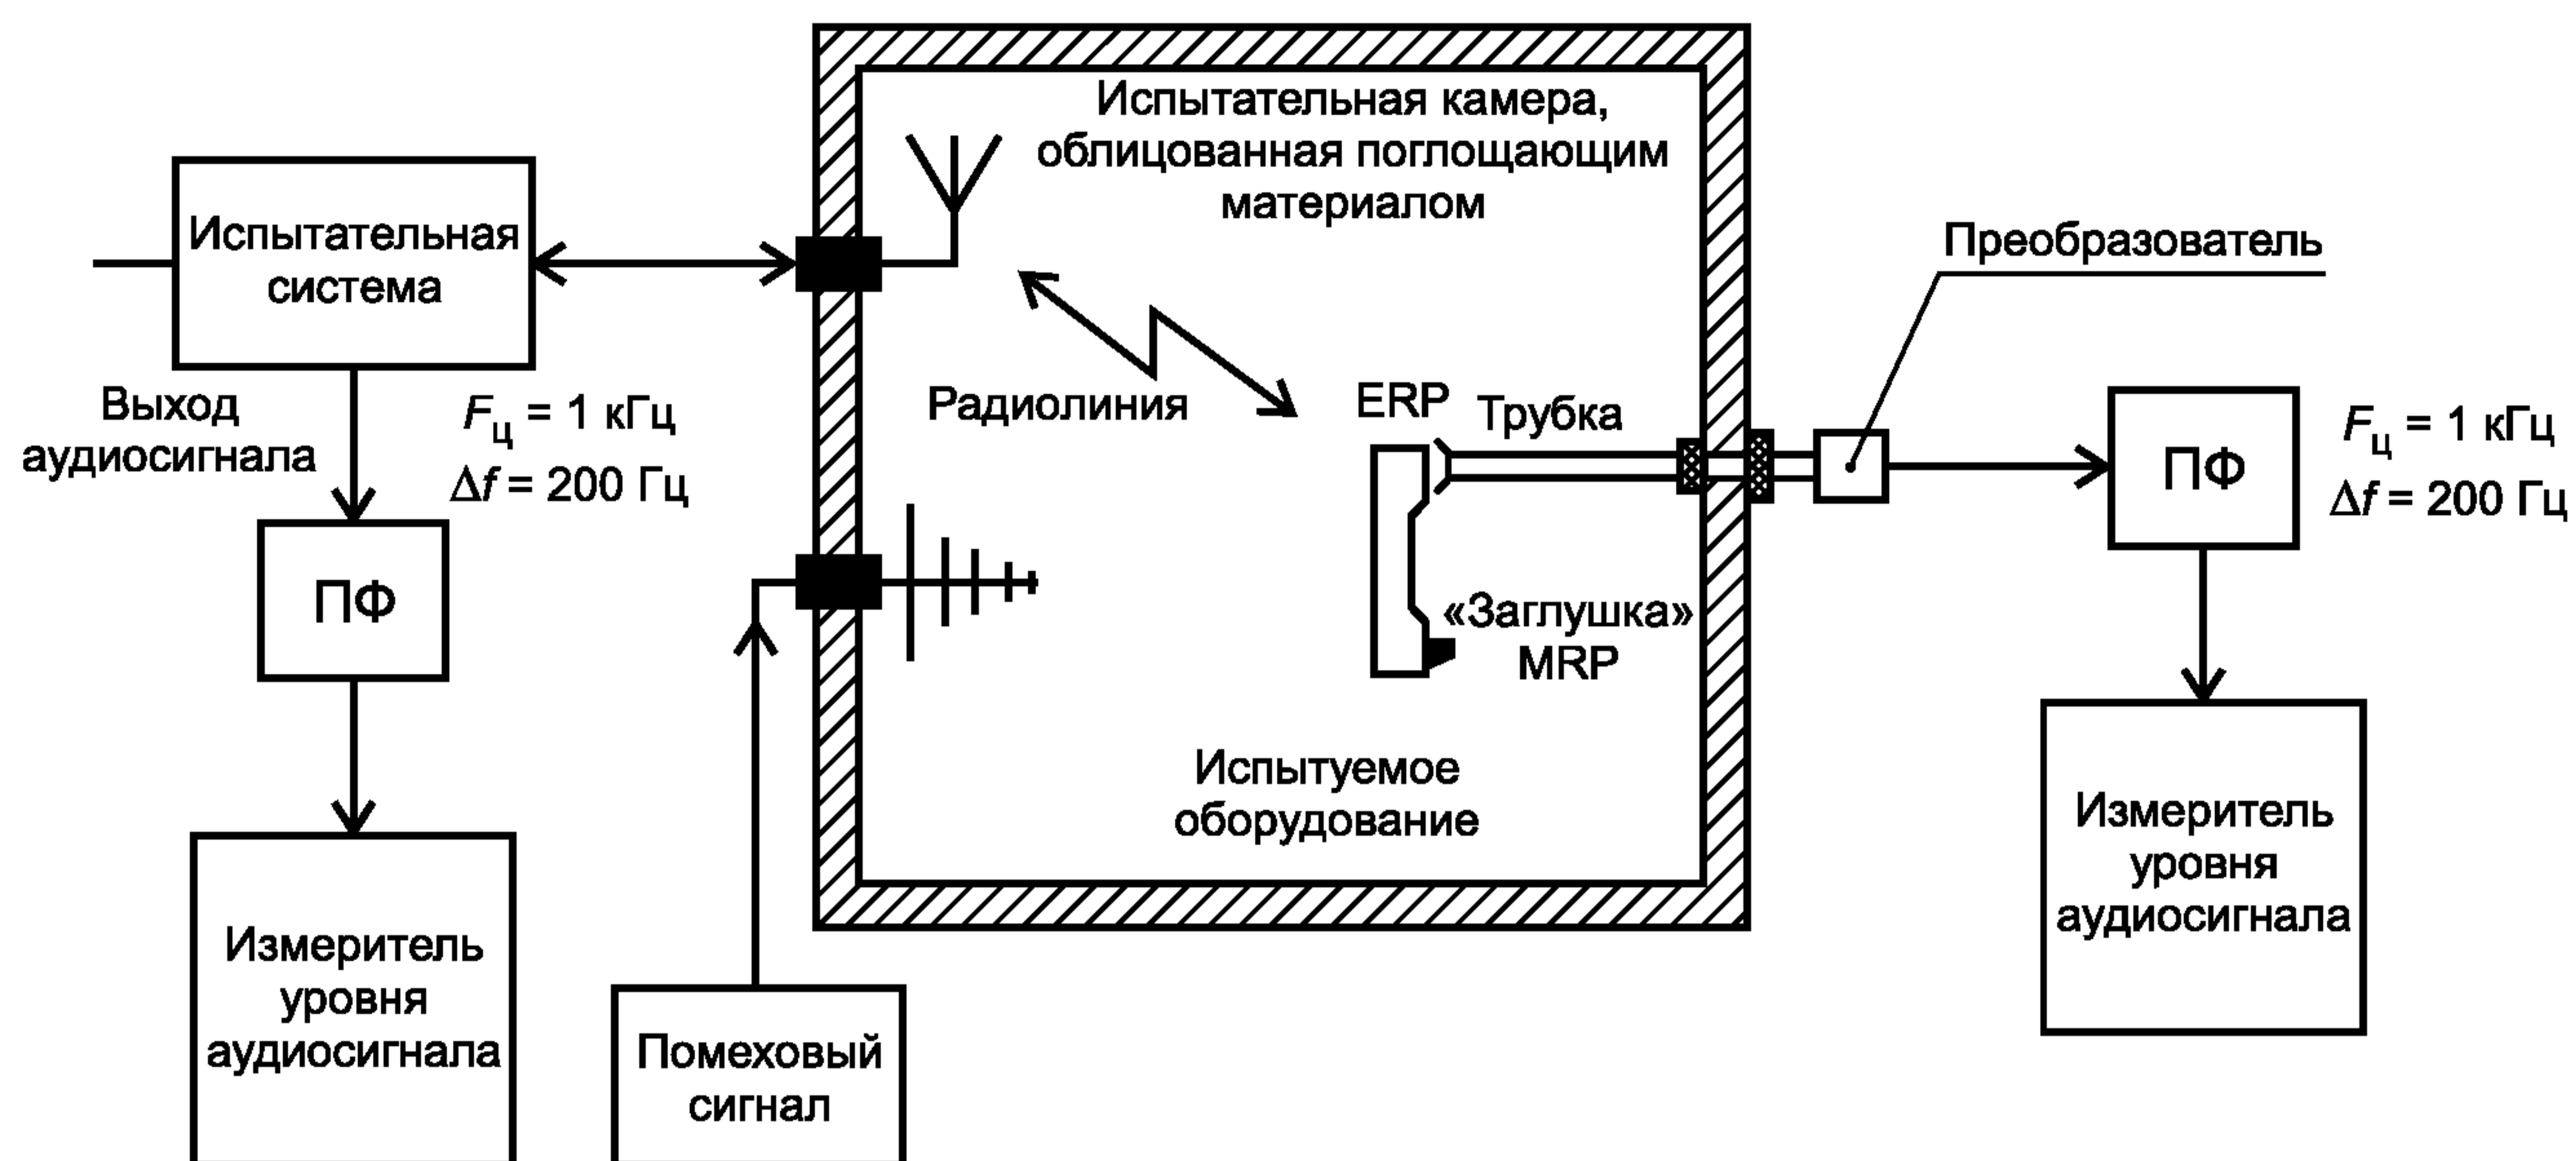 Испытательная камера,
облицованная поглощающим
материалом
Испытательная
система
Преобразователь
Выход
аудиосигнала
Fц = 1 кГц
Δf = 200 Гц
Радиолиния
ERP
Трубка
ПФ
Fц = 1 кГц
Δf = 200 Гц
ПФ
«Заглушка»
MRP
Испытуемое
оборудование
Измеритель
уровня
аудиосигнала
Измеритель
уровня
аудиосигнала
Помеховый
сигнал